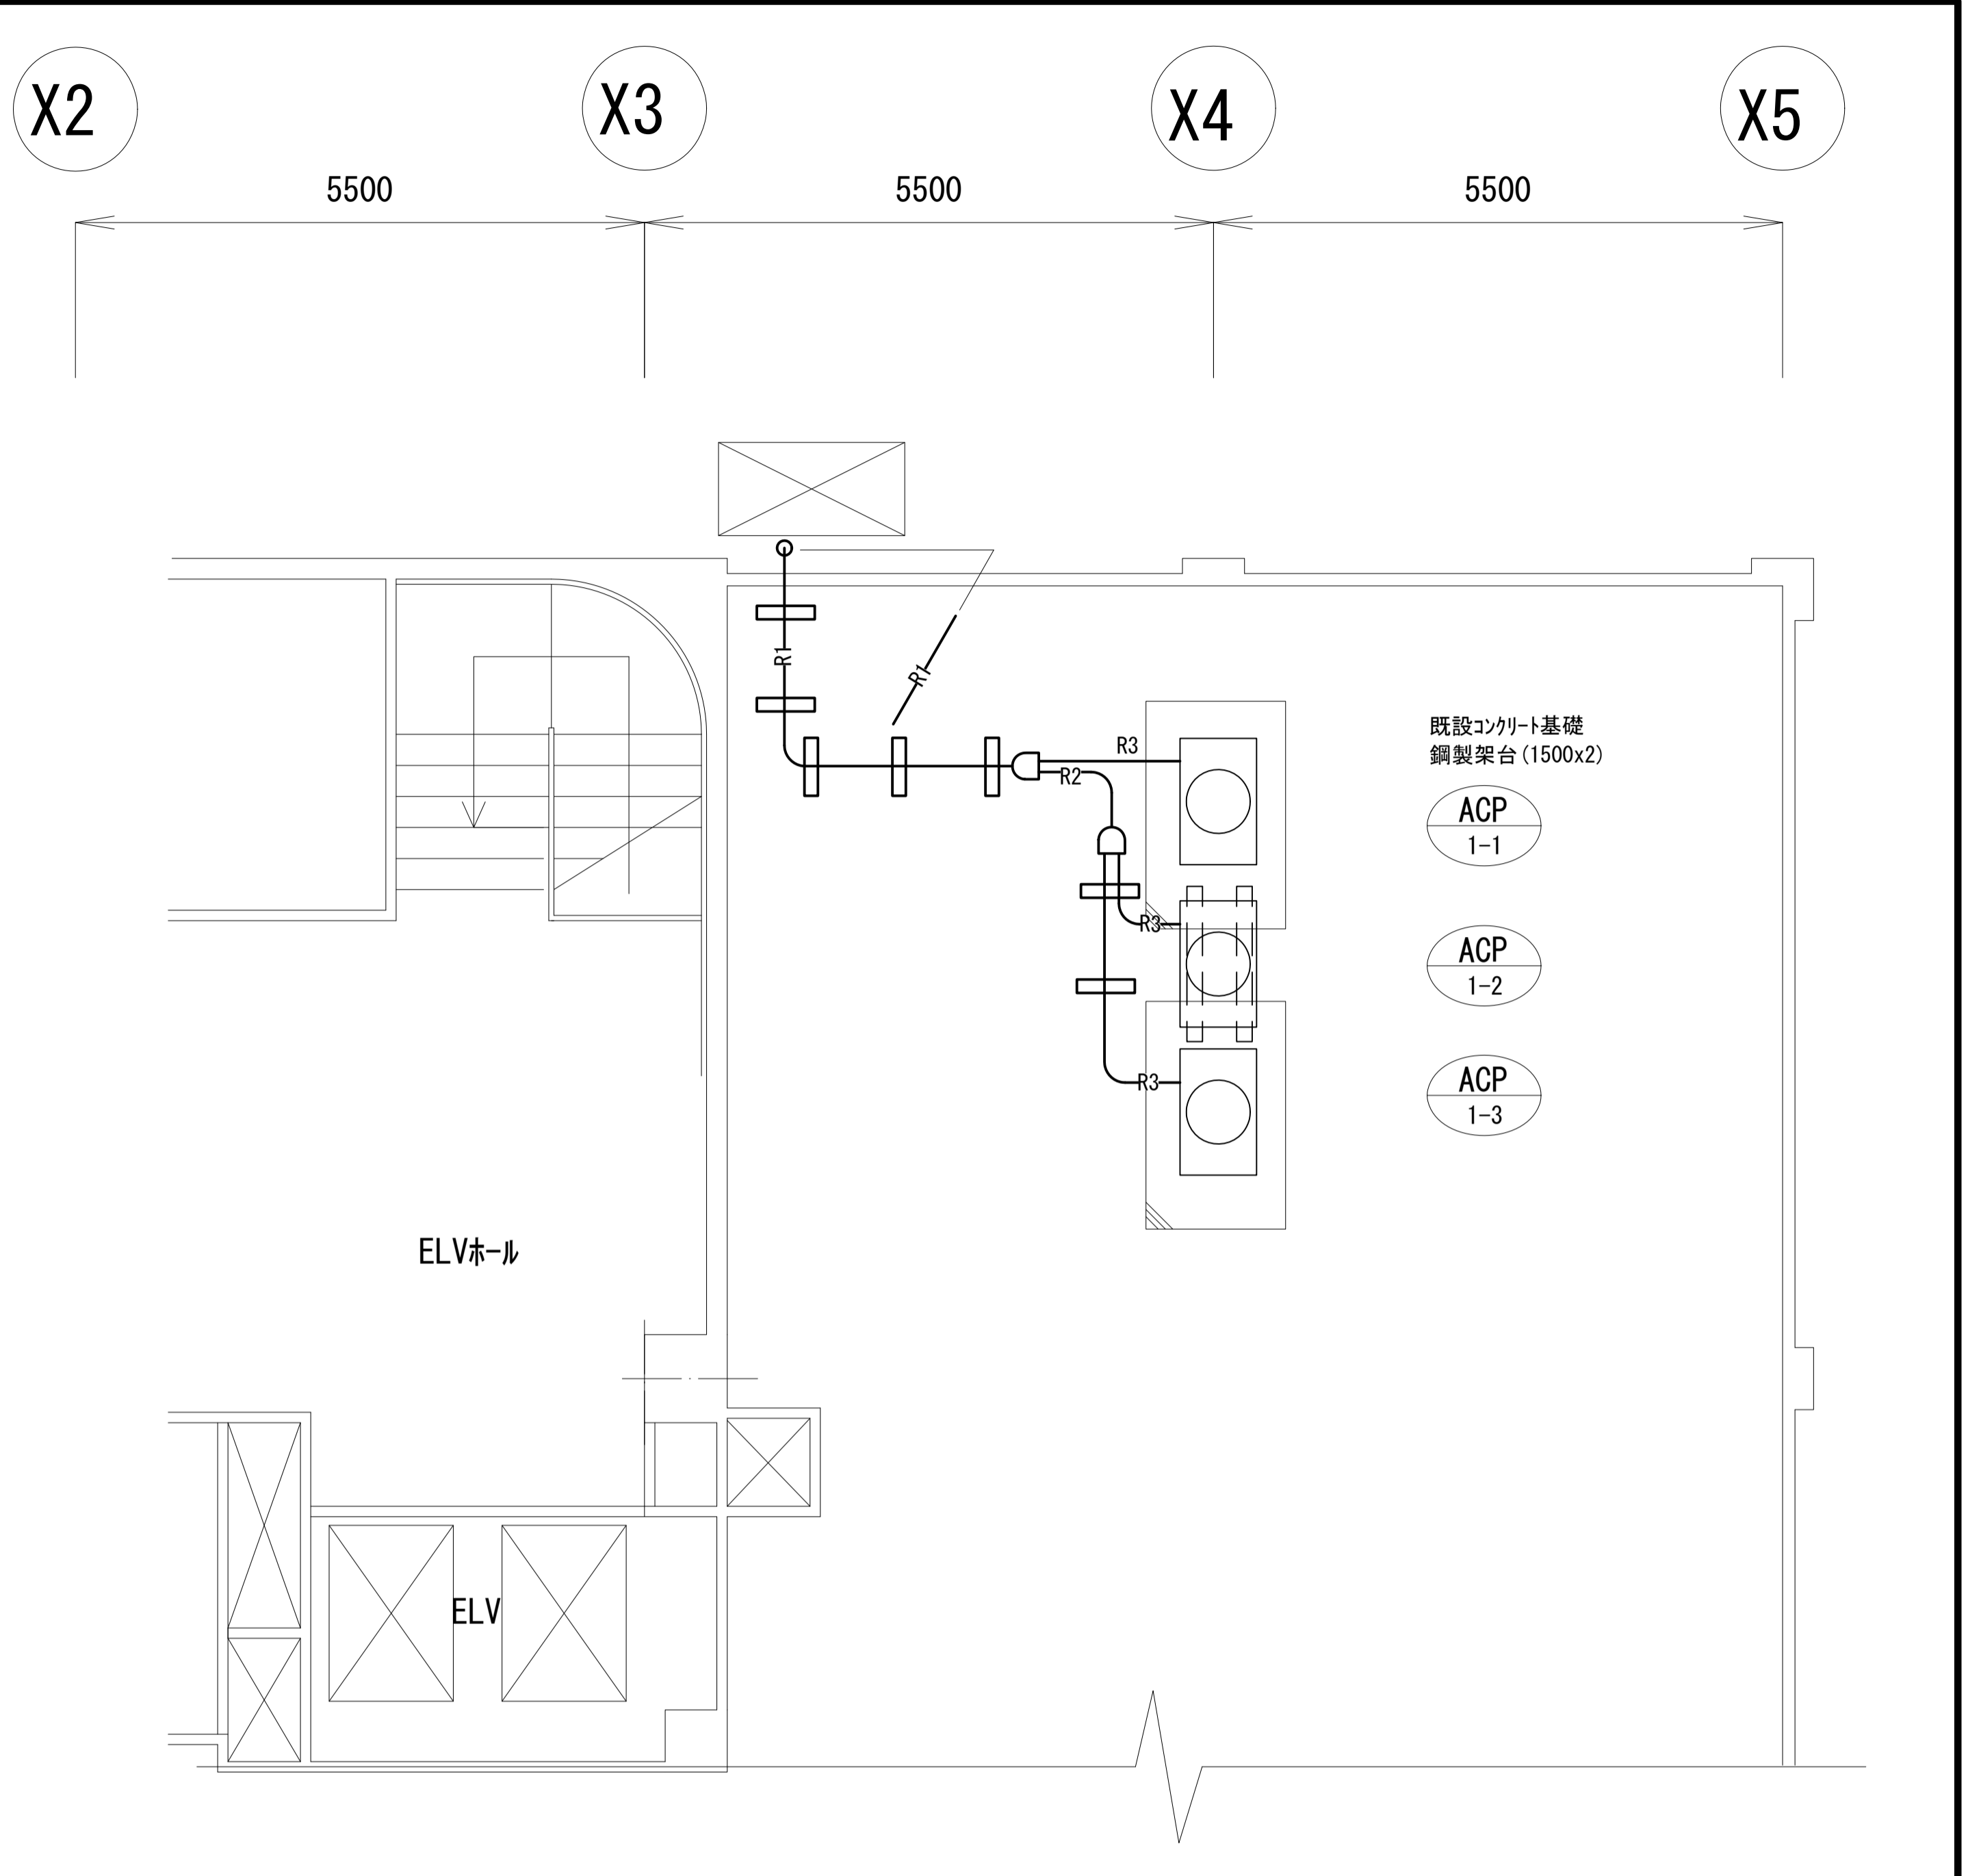 X2
X3
X4
X5
5500
5500
5500
R1
R1
R3
R2
既設コンクリート基礎
鋼製架台(1500x2)
ACP
1-1
R3
ACP
1-2
R3
ACP
1-3
ELVホール
ELV